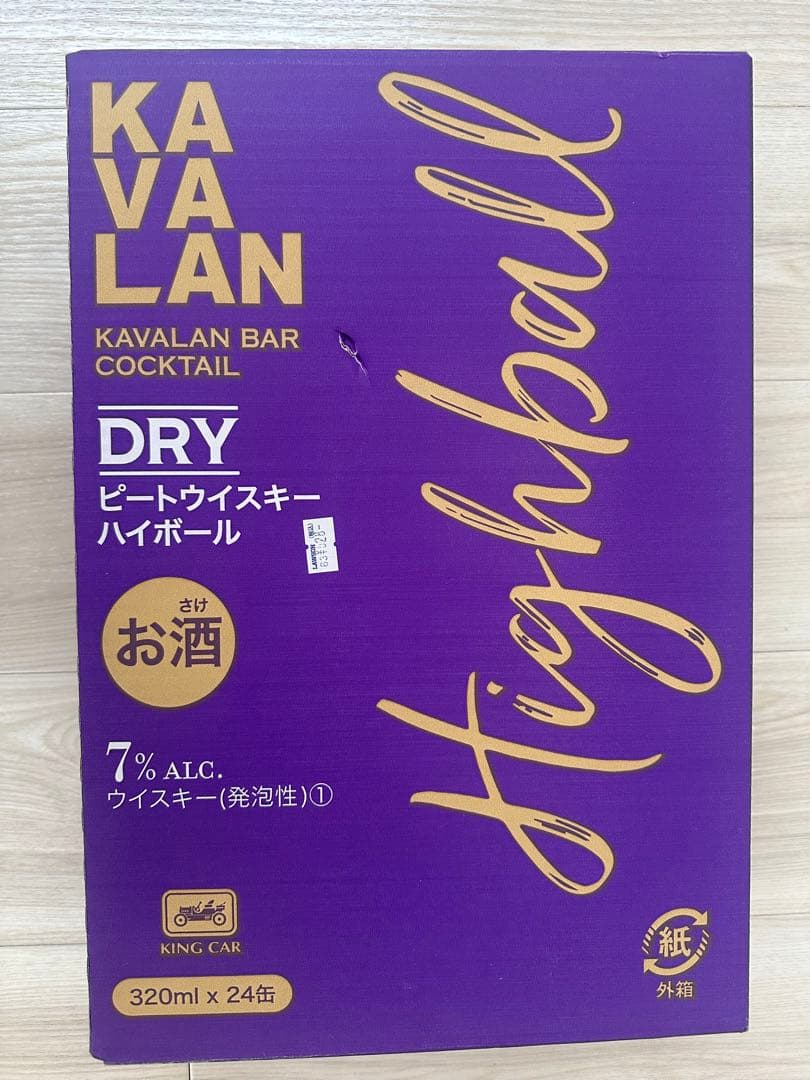 KA
VA
LAN
KAVALAN BAR
COCKTAIL
DRY
ピートウイスキー
ハイボール
LAWSON
さけ
お酒
7% ALC.
ウイスキー(発泡性)①
KING CAR
320ml x 24缶
Highball
紙
外箱